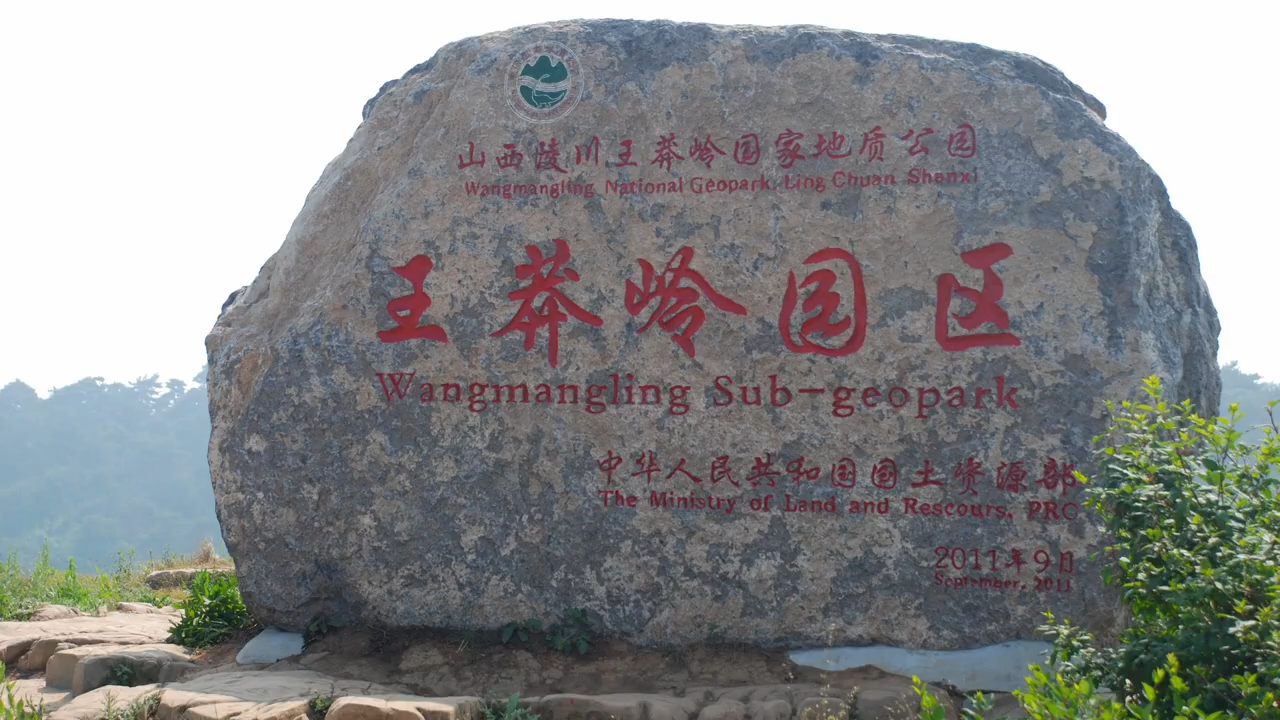 山西陵川王莽岭国家地质公园
Wangmangling National Geopark, Ling Chuan Shanxi
王莽岭园区
Wangmangling Sub-geopark
中华人民共和国国土资源部
The Ministry of Land and Rescours, PRC
2011年9月
September, 2011